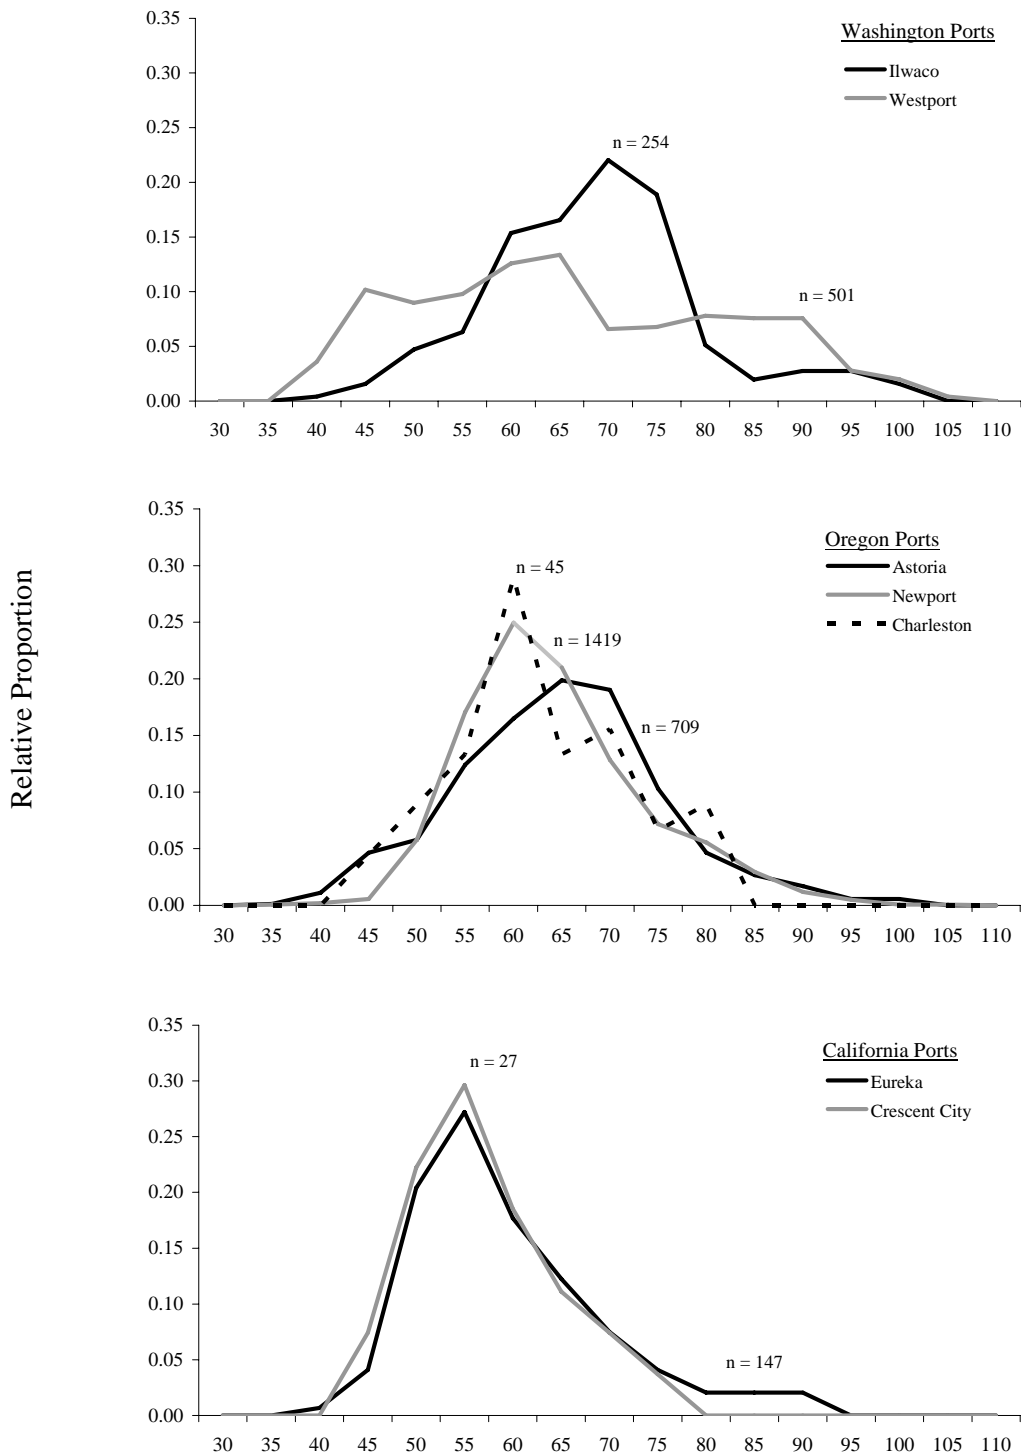 Relative Proportion
0.35
0.30
0.25
0.20
0.15
0.10
0.05
0.00
Washington Ports
Ilwaco
Westport
n = 254
n = 501
30 35 40 45 50 55 60 65 70 75 80 85 90 95 100 105 110
0.35
0.30
0.25
0.20
0.15
0.10
0.05
0.00
Oregon Ports
Astoria
Newport
Charleston
n = 45
n = 1419
n = 709
30 35 40 45 50 55 60 65 70 75 80 85 90 95 100 105 110
0.35
0.30
0.25
0.20
0.15
0.10
0.05
0.00
California Ports
Eureka
Crescent City
n = 27
n = 147
30 35 40 45 50 55 60 65 70 75 80 85 90 95 100 105 110